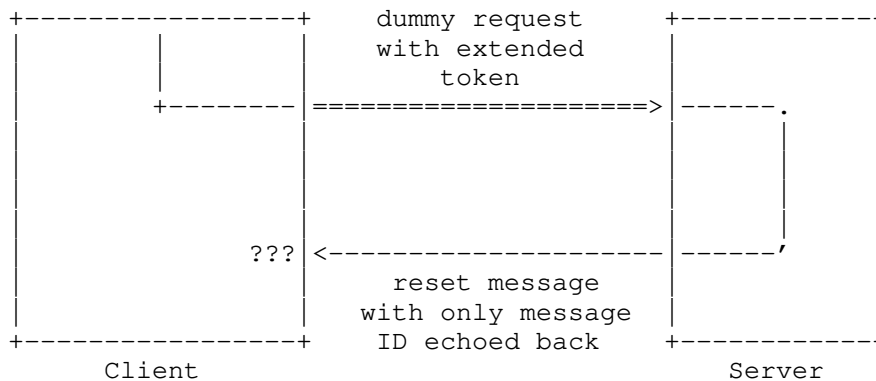 dummy request
with extended
token
???
reset message
with only message
ID echoed back
Client
Server